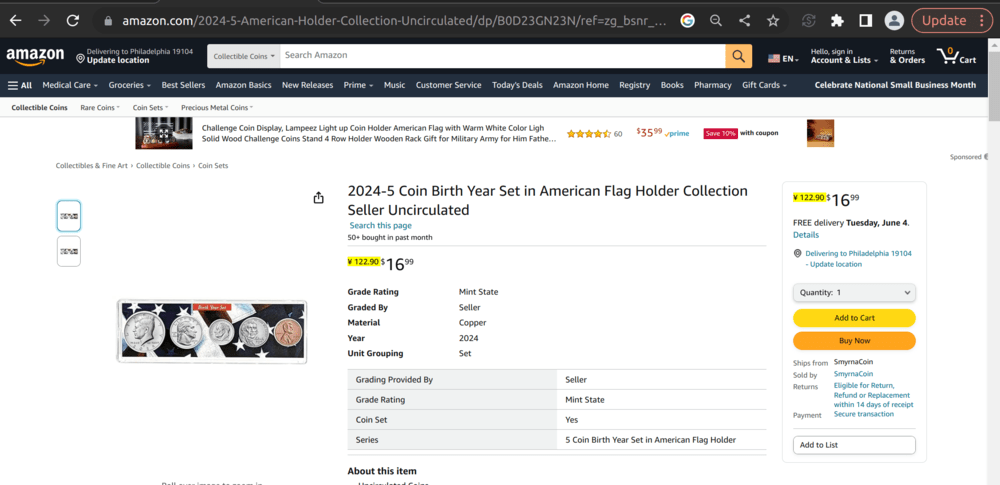 amazon.com/2024-5-American-Holder-Collection-Uncirculated/dp/B0D23GN23N/ref=zg_bsnr_...
Update
amazon
Delivering to Philadelphia 19104
Update location
Collectible Coins
Search Amazon
EN
Hello, sign in
Account & Lists
Returns
& Orders
0
Cart
All
Medical Care
Groceries
Best Sellers
Amazon Basics
New Releases
Prime
Music
Customer Service
Today's Deals
Amazon Home
Registry
Books
Pharmacy
Gift Cards
Celebrate National Small Business Month
Collectible Coins
Rare Coins
Coin Sets
Precious Metal Coins
Challenge Coin Display, Lampeez Light up Coin Holder American Flag with Warm White Color Ligh
Solid Wood Challenge Coins Stand 4 Row Holder Wooden Rack Gift for Military Army for Him Fathe...
60
$35.99
prime
Save 10%
with coupon
Sponsored
Collectibles & Fine Art › Collectible Coins › Coin Sets
2024-5 Coin Birth Year Set in American Flag Holder Collection
Seller Uncirculated
Search this page
50+ bought in past month
¥ 122.90 $16.99
Grade Rating Mint State
Graded By Seller
Material Copper
Year 2024
Unit Grouping Set
Grading Provided By Seller
Grade Rating Mint State
Coin Set Yes
Series 5 Coin Birth Year Set in American Flag Holder
About this item
Uncirculated Coins
Birth Year Set
Roll over image to zoom in
¥ 122.90 $16.99
FREE delivery Tuesday, June 4.
Details
Delivering to Philadelphia 19104
- Update location
Quantity: 1
Add to Cart
Buy Now
Ships from SmyrnaCoin
Sold by SmyrnaCoin
Returns Eligible for Return,
Refund or Replacement
within 14 days of receipt
Payment Secure transaction
Add to List